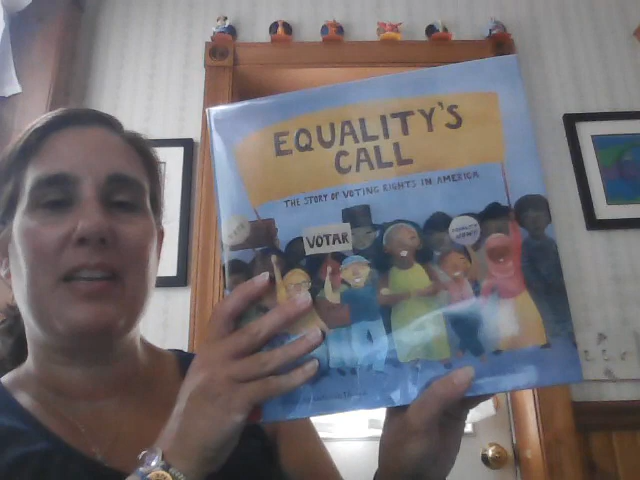 EQUALITY'S
CALL
THE STORY OF VOTING RIGHTS IN AMERICA
VOTAR